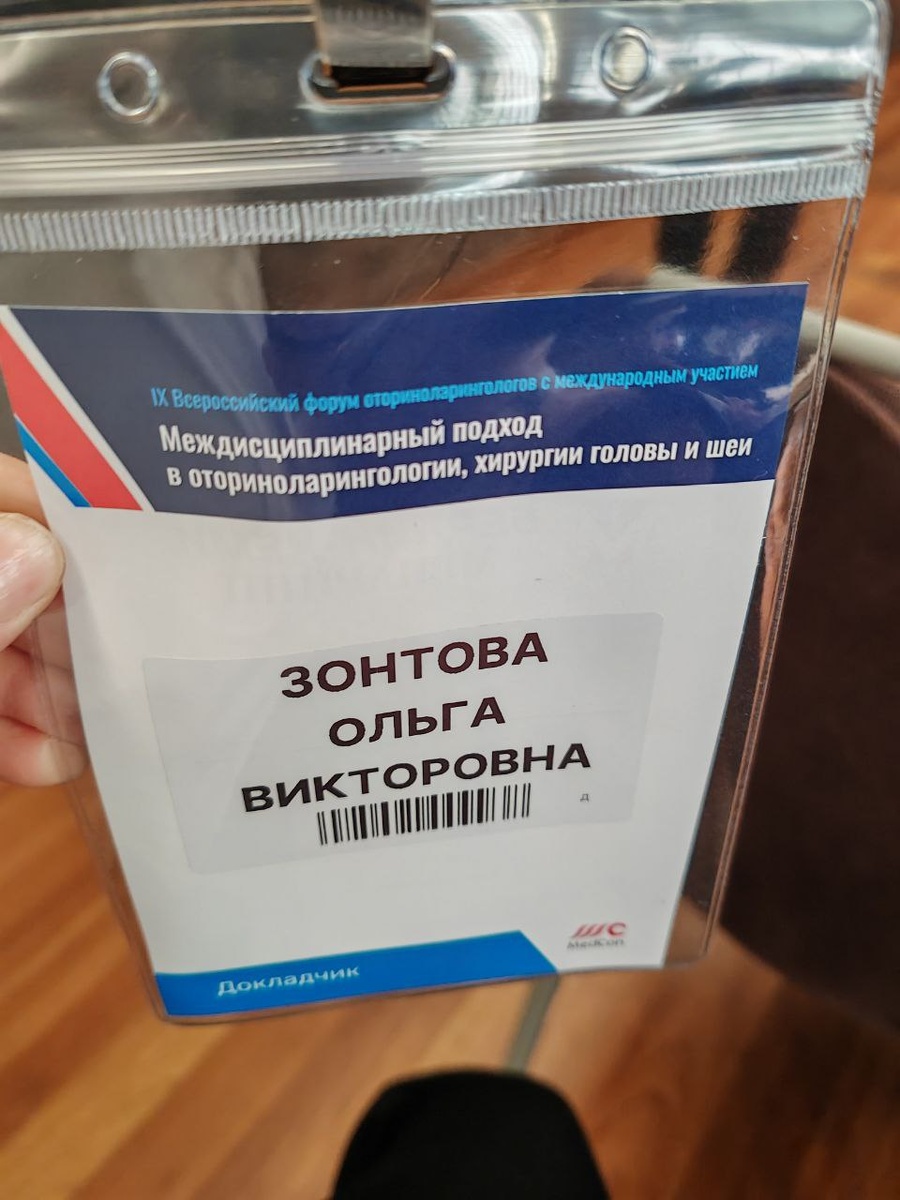 IX Всероссийский форум оториноларингологов с международным участием
Междисциплинарный подход
в оториноларингологии, хирургии головы и шеи
ЗОНТОВА
ОЛЬГА
ВИКТОРОВНА
Д
MedCon
Докладчик